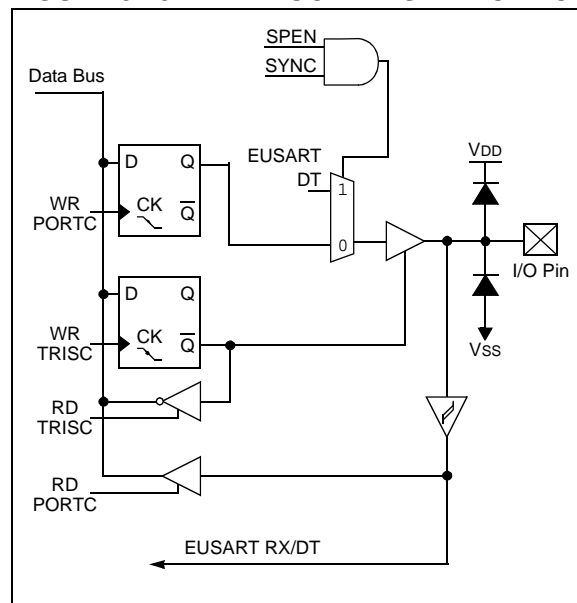 SPEN
SYNC
Data Bus
EUSART
DT
1
0
D
Q
CK
Q
WR
PORTC
VDD
I/O Pin
VSS
D
Q
CK
Q
WR
TRISC
RD
TRISC
RD
PORTC
EUSART RX/DT